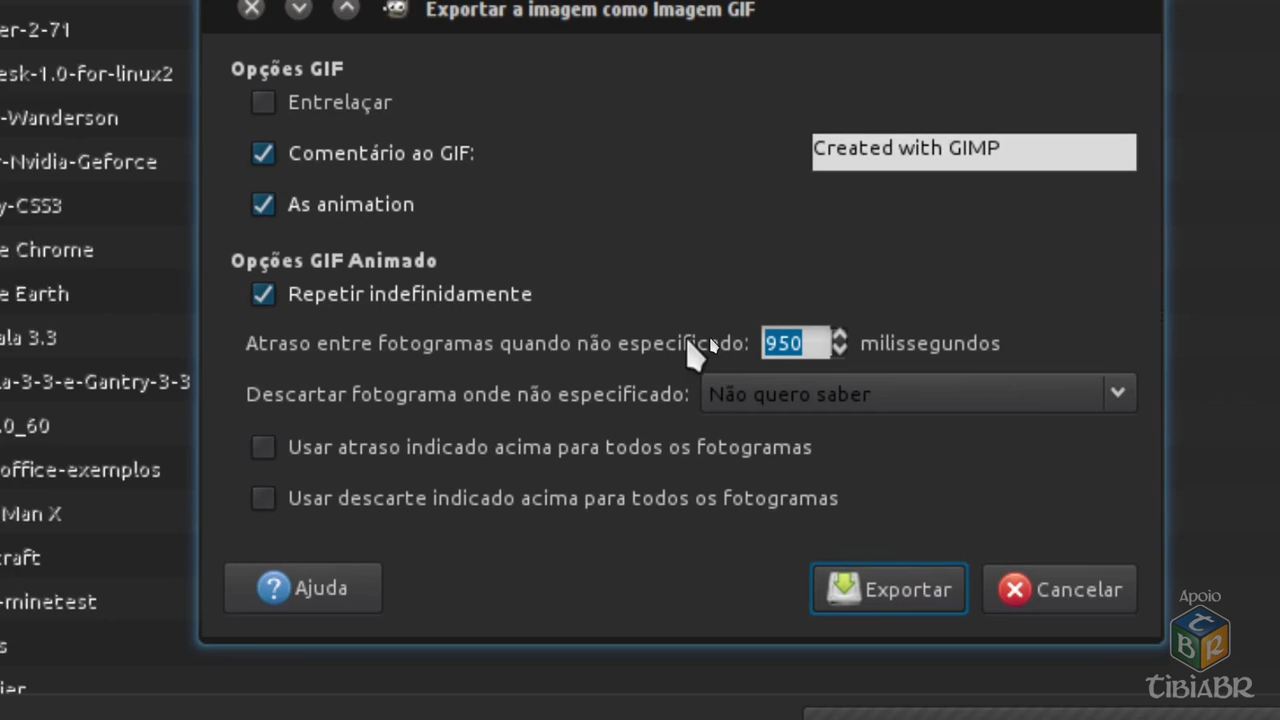 Exportar a imagem como Imagem GIF
er-2-71
esk-1.0-for-linux2
-Wanderson
r-Nvidia-Geforce
y-CSS3
e Chrome
e Earth
ala 3.3
la-3-3-e-Gantry-3-3
.0_60
office-exemplos
Man X
craft
-minetest
s
Opções GIF
Entrelaçar
Comentário ao GIF:
Created with GIMP
As animation
Opções GIF Animado
Repetir indefinidamente
Atraso entre fotogramas quando não especificado: 950 milissegundos
Descartar fotograma onde não especificado: Não quero saber
Usar atraso indicado acima para todos os fotogramas
Usar descarte indicado acima para todos os fotogramas
Ajuda
Exportar
Cancelar
Apoio
T
B R
TibiaBR